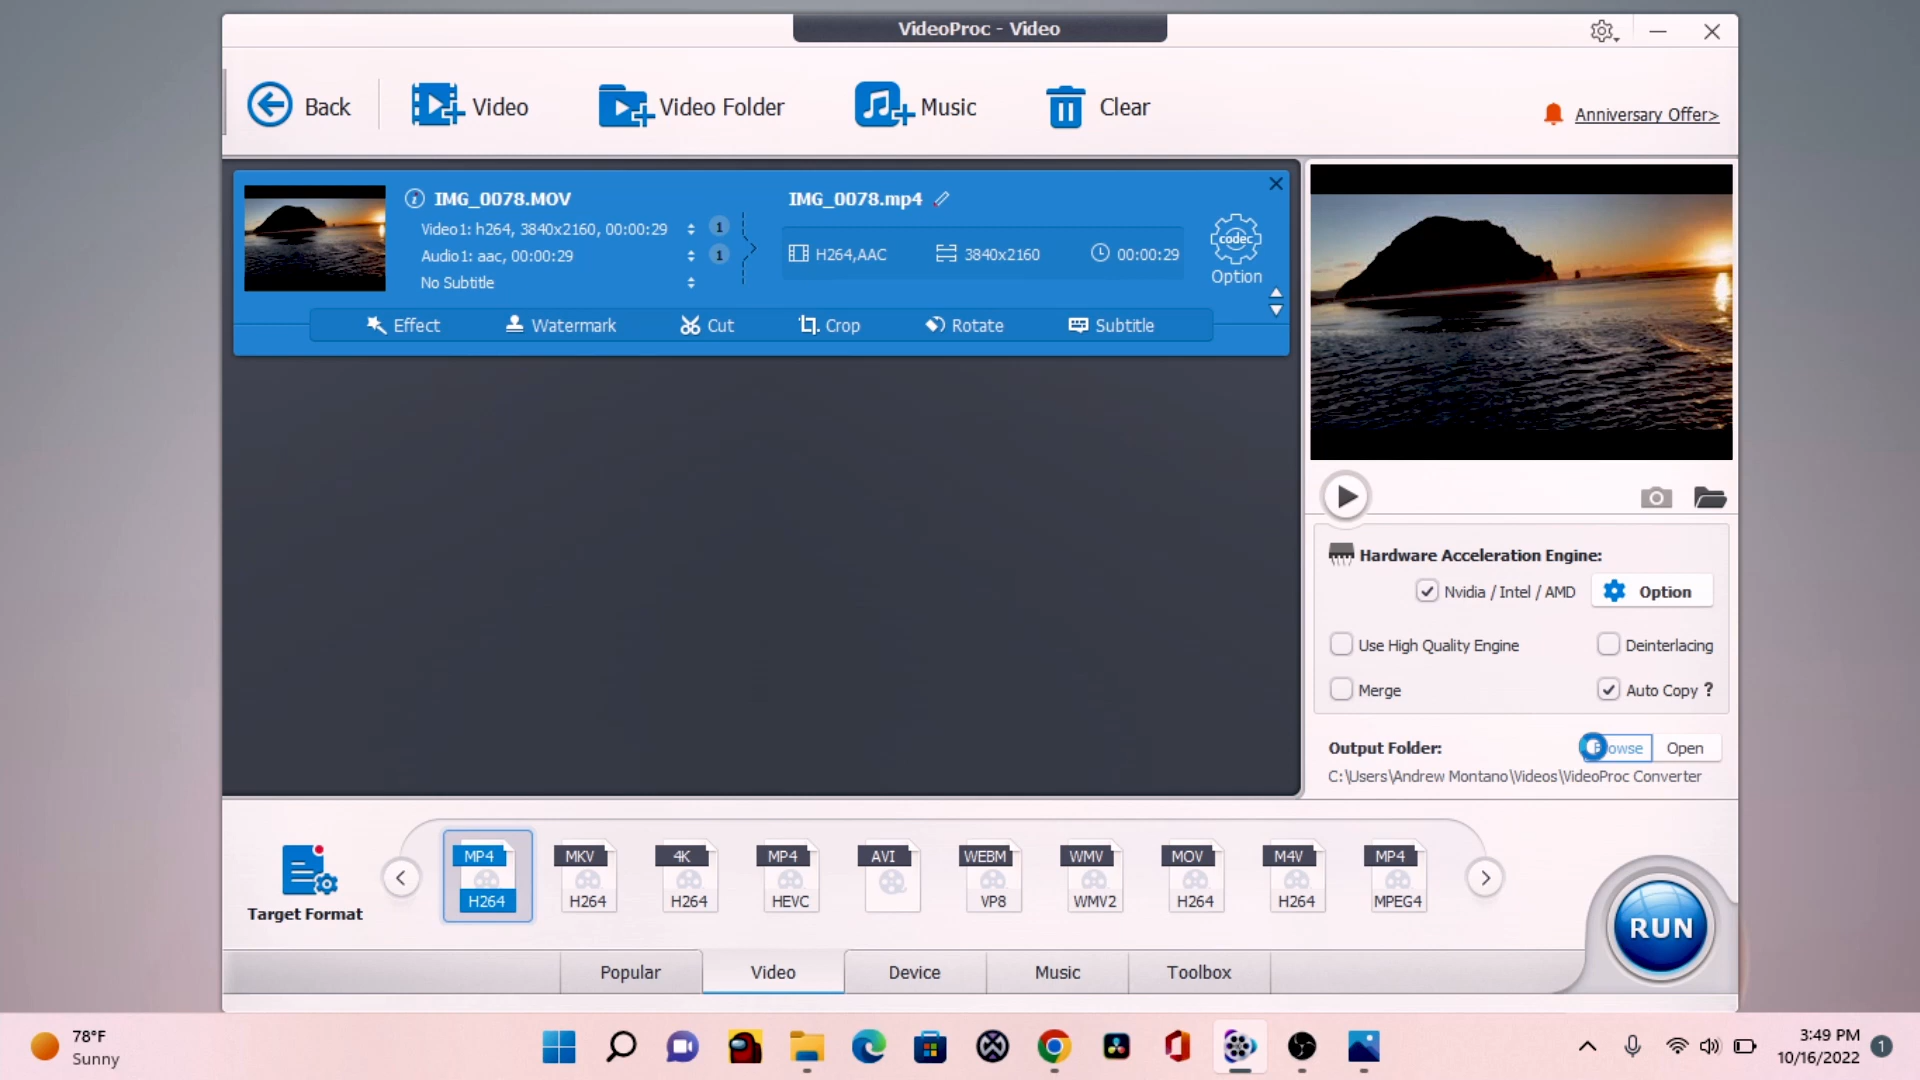 VideoProc - Video
Back
Video
Video Folder
Music
Clear
Anniversary Offer>
IMG_0078.MOV
Video1: h264, 3840x2160, 00:00:29
1
Audio1: aac, 00:00:29
1
No Subtitle
IMG_0078.mp4
H264,AAC
3840x2160
00:00:29
codec
Option
Effect
Watermark
Cut
Crop
Rotate
Subtitle
Hardware Acceleration Engine:
Nvidia / Intel / AMD
Option
Use High Quality Engine
Deinterlacing
Merge
Auto Copy ?
Output Folder:
Browse
Open
C:\Users\Andrew Montano\Videos\VideoProc Converter
Target Format
MP4
H264
MKV
H264
4K
H264
MP4
HEVC
AVI
WEBM
VP8
WMV
WMV2
MOV
H264
M4V
H264
MP4
MPEG4
RUN
Popular
Video
Device
Music
Toolbox
78°F
Sunny
3:49 PM
10/16/2022
1